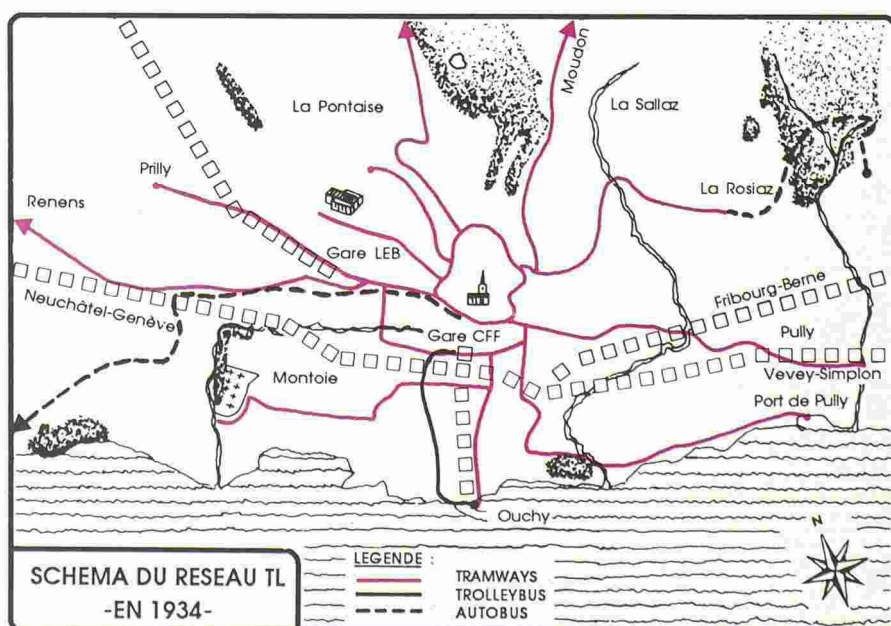 Moudon
La Sallaz
La Pontaise
Prilly
La Rosiaz
Renens
Gare LEB
Fribourg-Berne
Neuchâtel-Genève
Gare CFF
Pully
Montoie
Vevey-Simplon
Port de Pully
Ouchy
N
SCHEMA DU RESEAU TL
-EN 1934-
LEGENDE :
TRAMWAYS
TROLLEYBUS
AUTOBUS